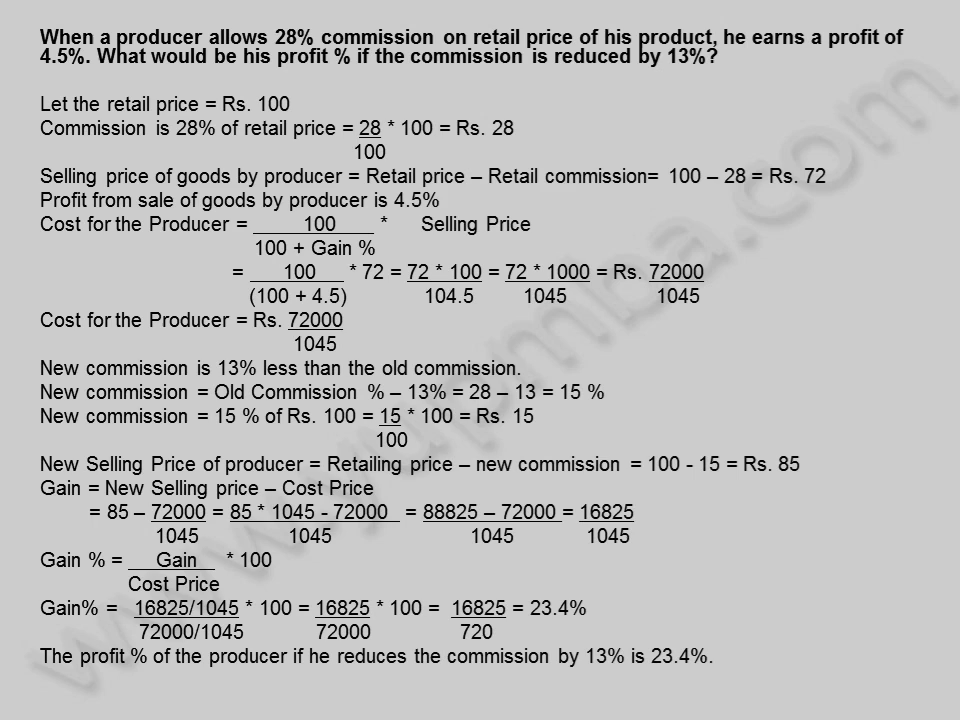 When a producer allows 28% commission on retail price of his product, he earns a profit of
4.5%. What would be his profit % if the commission is reduced by 13%?
Let the retail price = Rs. 100
Commission is 28% of retail price = 28 * 100 = Rs. 28
100
Selling price of goods by producer = Retail price – Retail commission= 100 – 28 = Rs. 72
Profit from sale of goods by producer is 4.5%
Cost for the Producer = 100 * Selling Price
100 + Gain %
= 100 * 72 = 72 * 100 = 72 * 1000 = Rs. 72000
(100 + 4.5) 104.5 1045 1045
Cost for the Producer = Rs. 72000
1045
New commission is 13% less than the old commission.
New commission = Old Commission % – 13% = 28 – 13 = 15 %
New commission = 15 % of Rs. 100 = 15 * 100 = Rs. 15
100
New Selling Price of producer = Retailing price – new commission = 100 - 15 = Rs. 85
Gain = New Selling price – Cost Price
= 85 – 72000 = 85 * 1045 - 72000 = 88825 – 72000 = 16825
1045 1045 1045 1045
Gain % = Gain * 100
Cost Price
Gain% = 16825/1045 * 100 = 16825 * 100 = 16825 = 23.4%
72000/1045 72000 720
The profit % of the producer if he reduces the commission by 13% is 23.4%.
www.yupmba.com